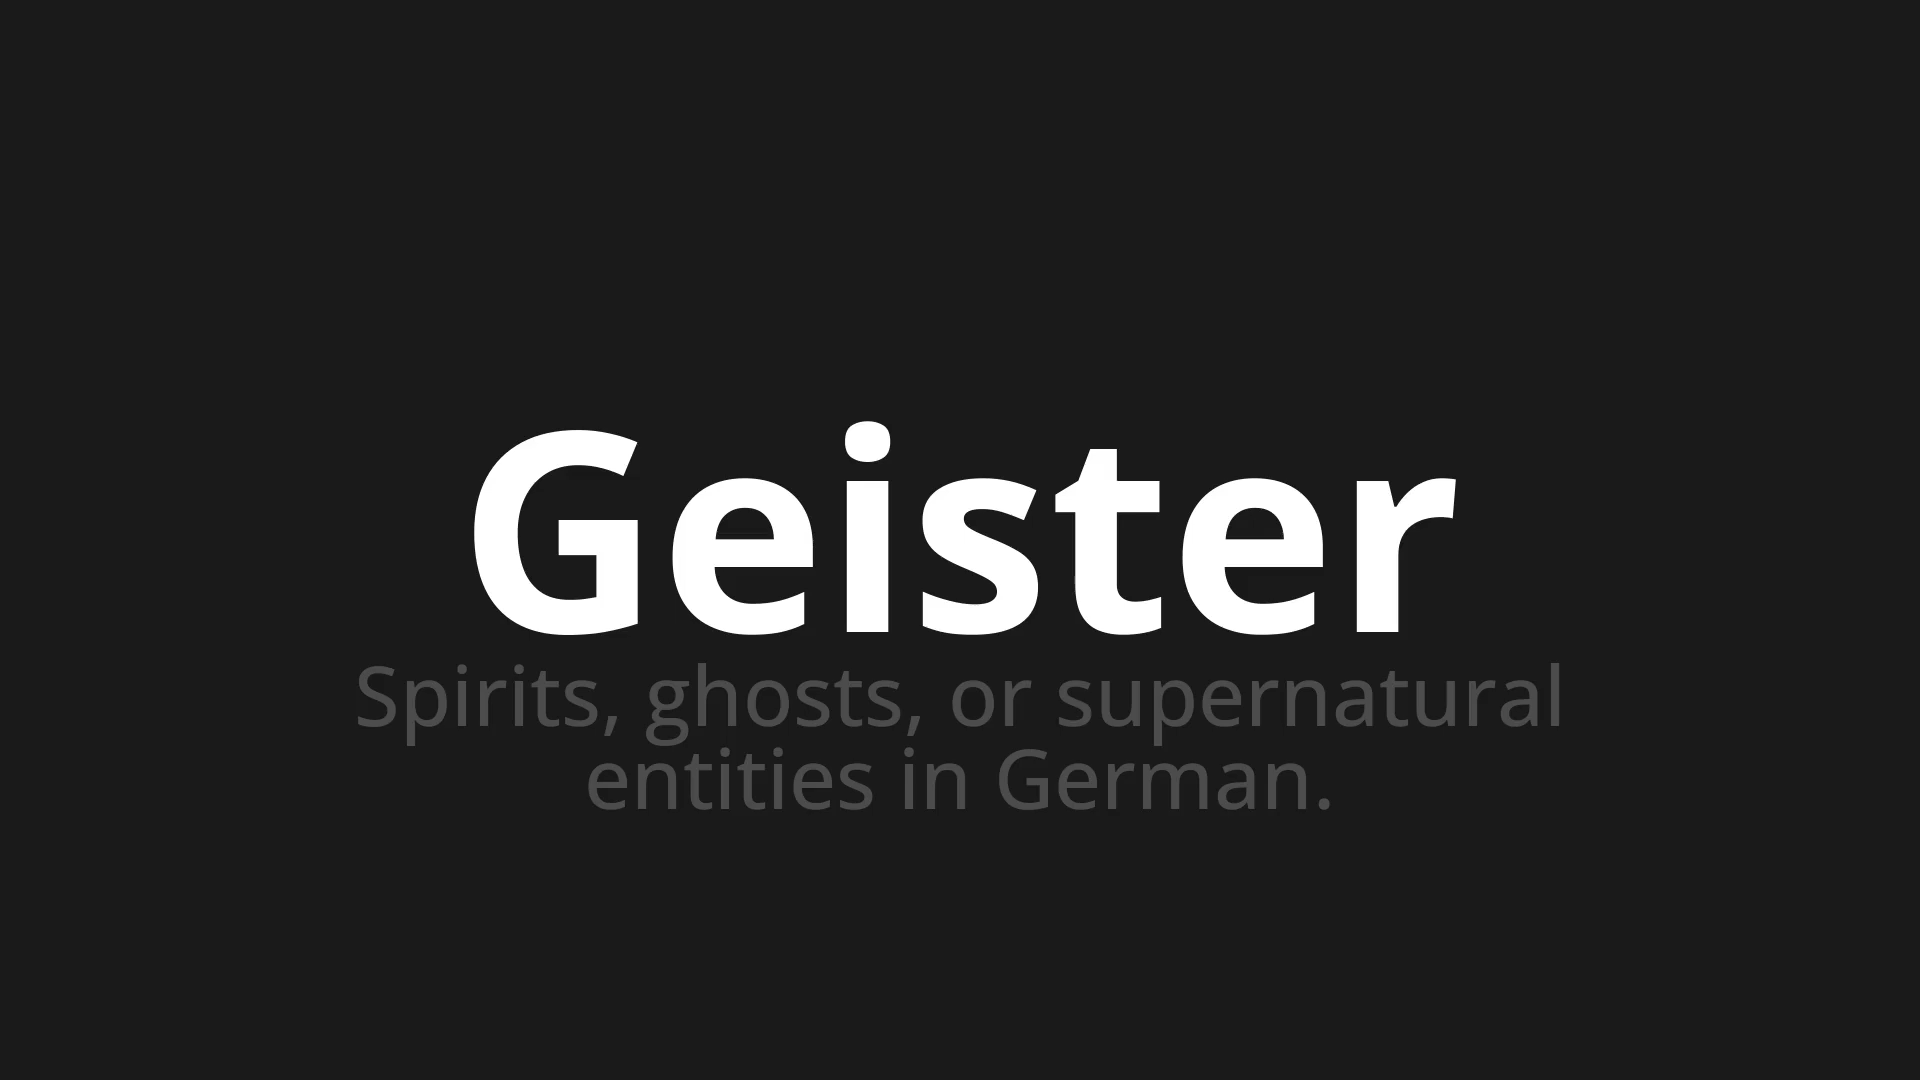 Geister
Spirits, ghosts, or supernatural
entities in German.